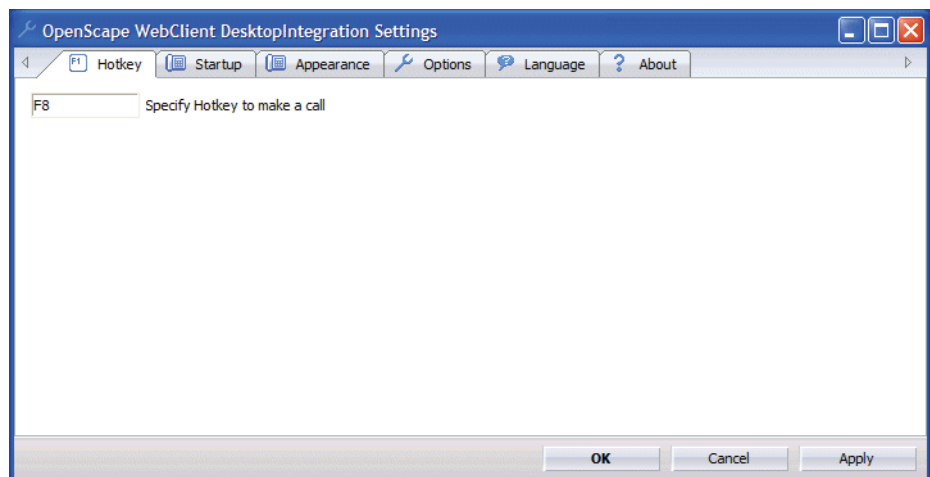 OpenScape WebClient DesktopIntegration Settings
F1 Hotkey Startup Appearance Options Language ? About
F8 Specify Hotkey to make a call
OK Cancel Apply